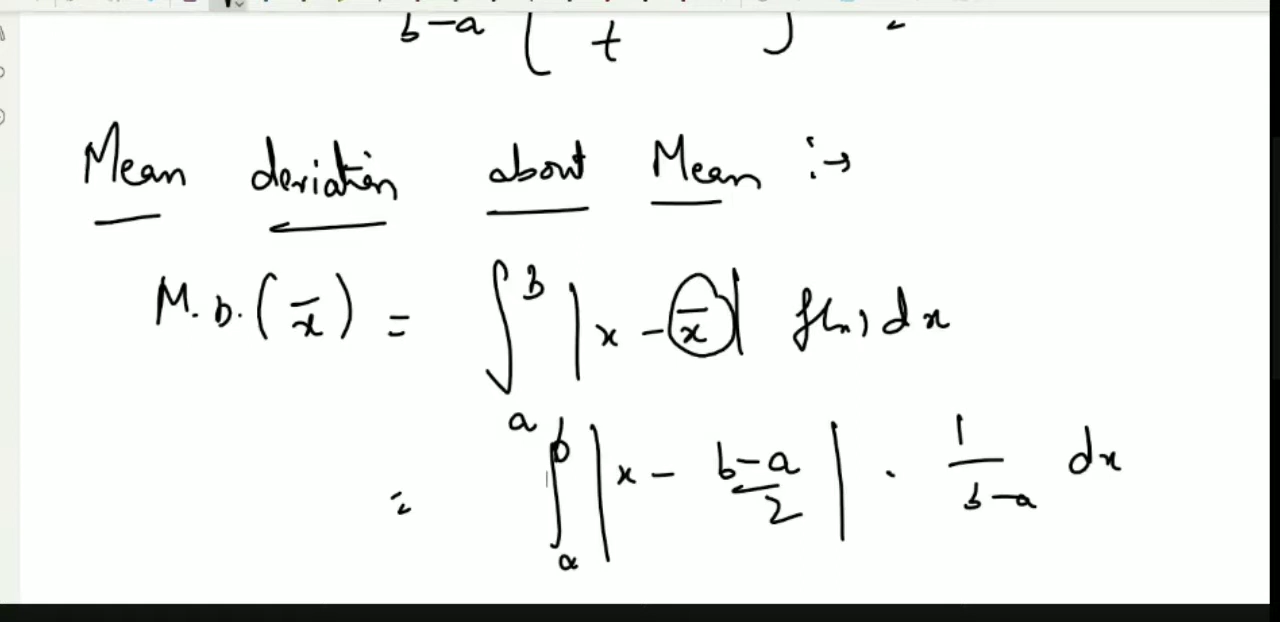 b-a [ t ]
Mean deviation about Mean :→
M.D.(x̄) = ∫ₐᵇ |x - x̄| f(x) dx
= ∫ₐᵇ |x - (b-a)/2| · 1/(b-a) dx